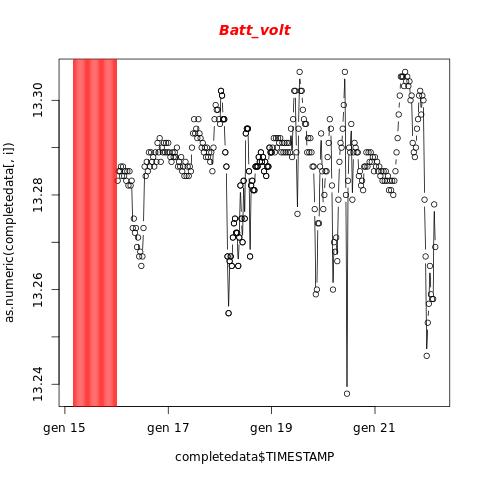 Batt_volt
as.numeric(completedata[, i])
13.30
13.28
13.26
13.24
gen 15
gen 17
gen 19
gen 21
completedata$TIMESTAMP